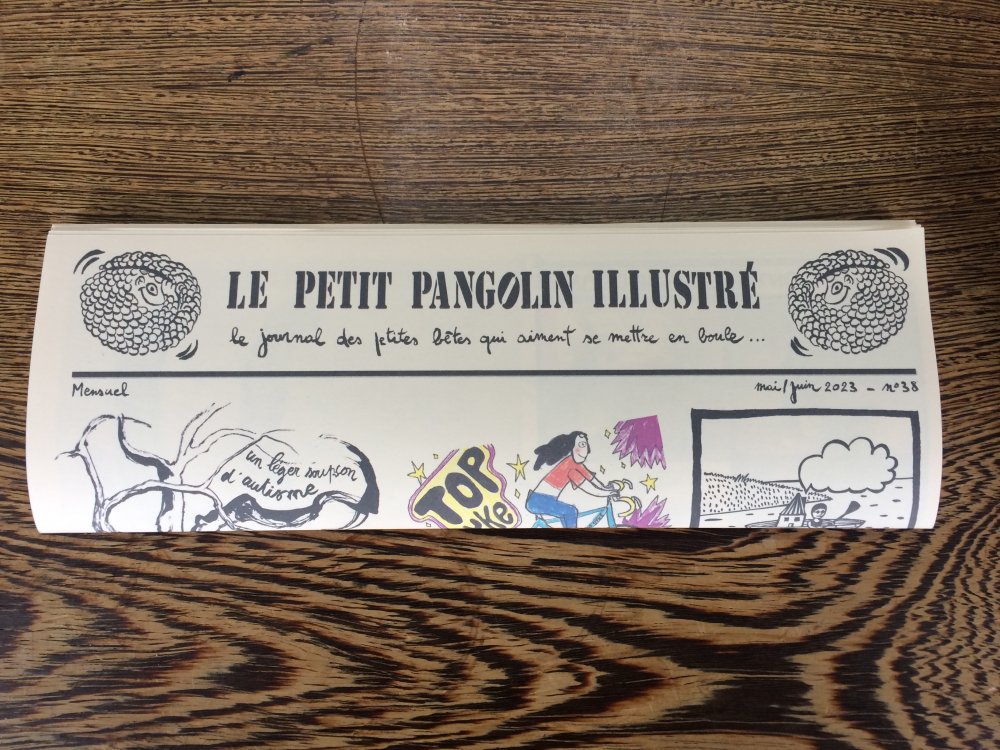 LE PETIT PANGOLIN ILLUSTRÉ
le journal des petites bêtes qui aiment se mettre en boule...
Mensuel
mai/juin 2023 - n°38
un léger soupson
d'autisme
TOP